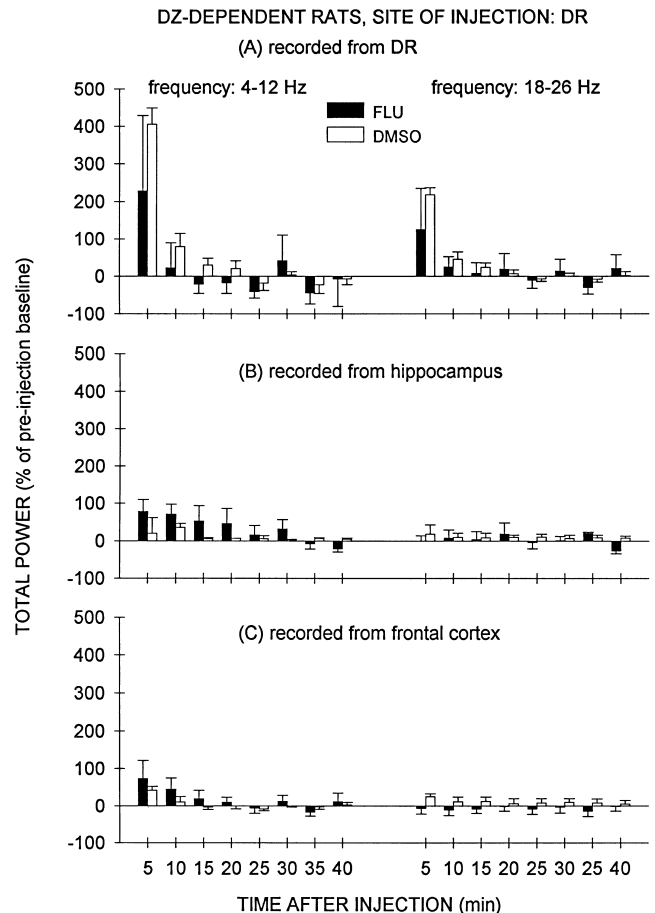 DZ-DEPENDENT RATS, SITE OF INJECTION: DR
(A) recorded from DR
frequency: 4-12 Hz
frequency: 18-26 Hz
FLU
DMSO
500
400
300
200
100
0
-100
(B) recorded from hippocampus
500
400
300
200
100
0
-100
(C) recorded from frontal cortex
500
400
300
200
100
0
-100
TOTAL POWER (% of pre-injection baseline)
5 10 15 20 25 30 35 40 5 10 15 20 25 30 25 40
TIME AFTER INJECTION (min)